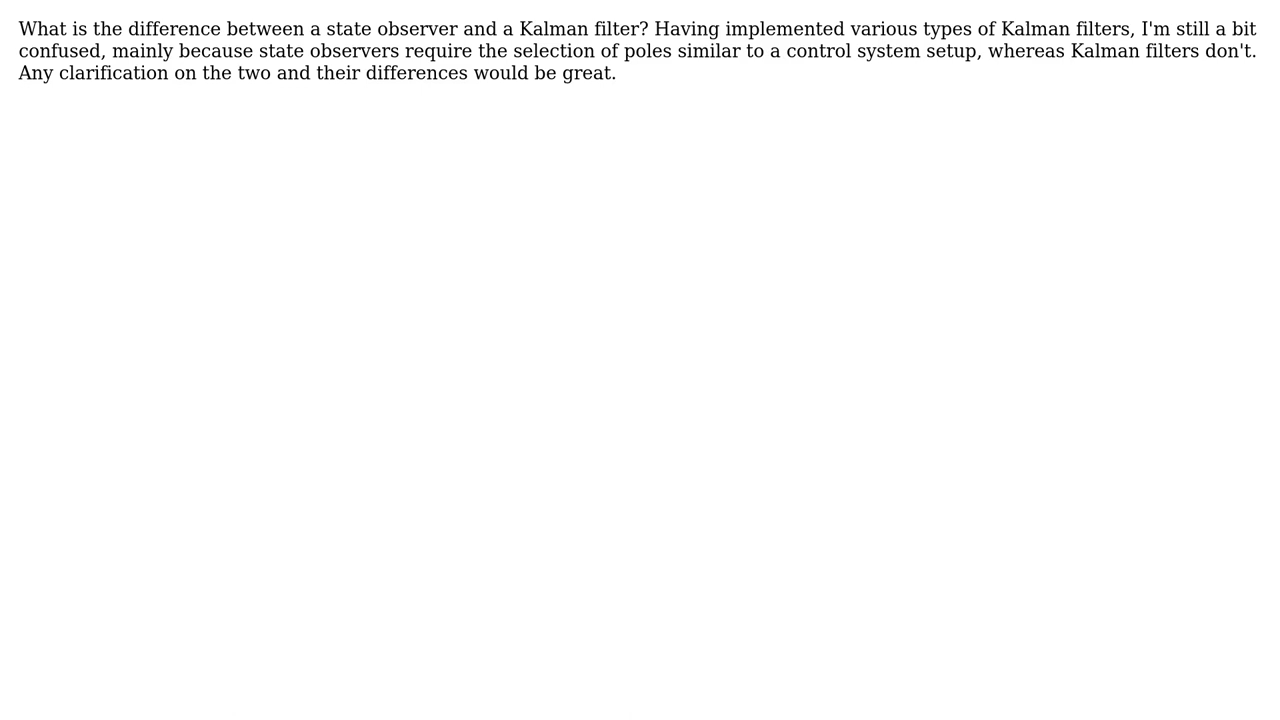 What is the difference between a state observer and a Kalman filter? Having implemented various types of Kalman filters, I'm still a bit
confused, mainly because state observers require the selection of poles similar to a control system setup, whereas Kalman filters don't.
Any clarification on the two and their differences would be great.